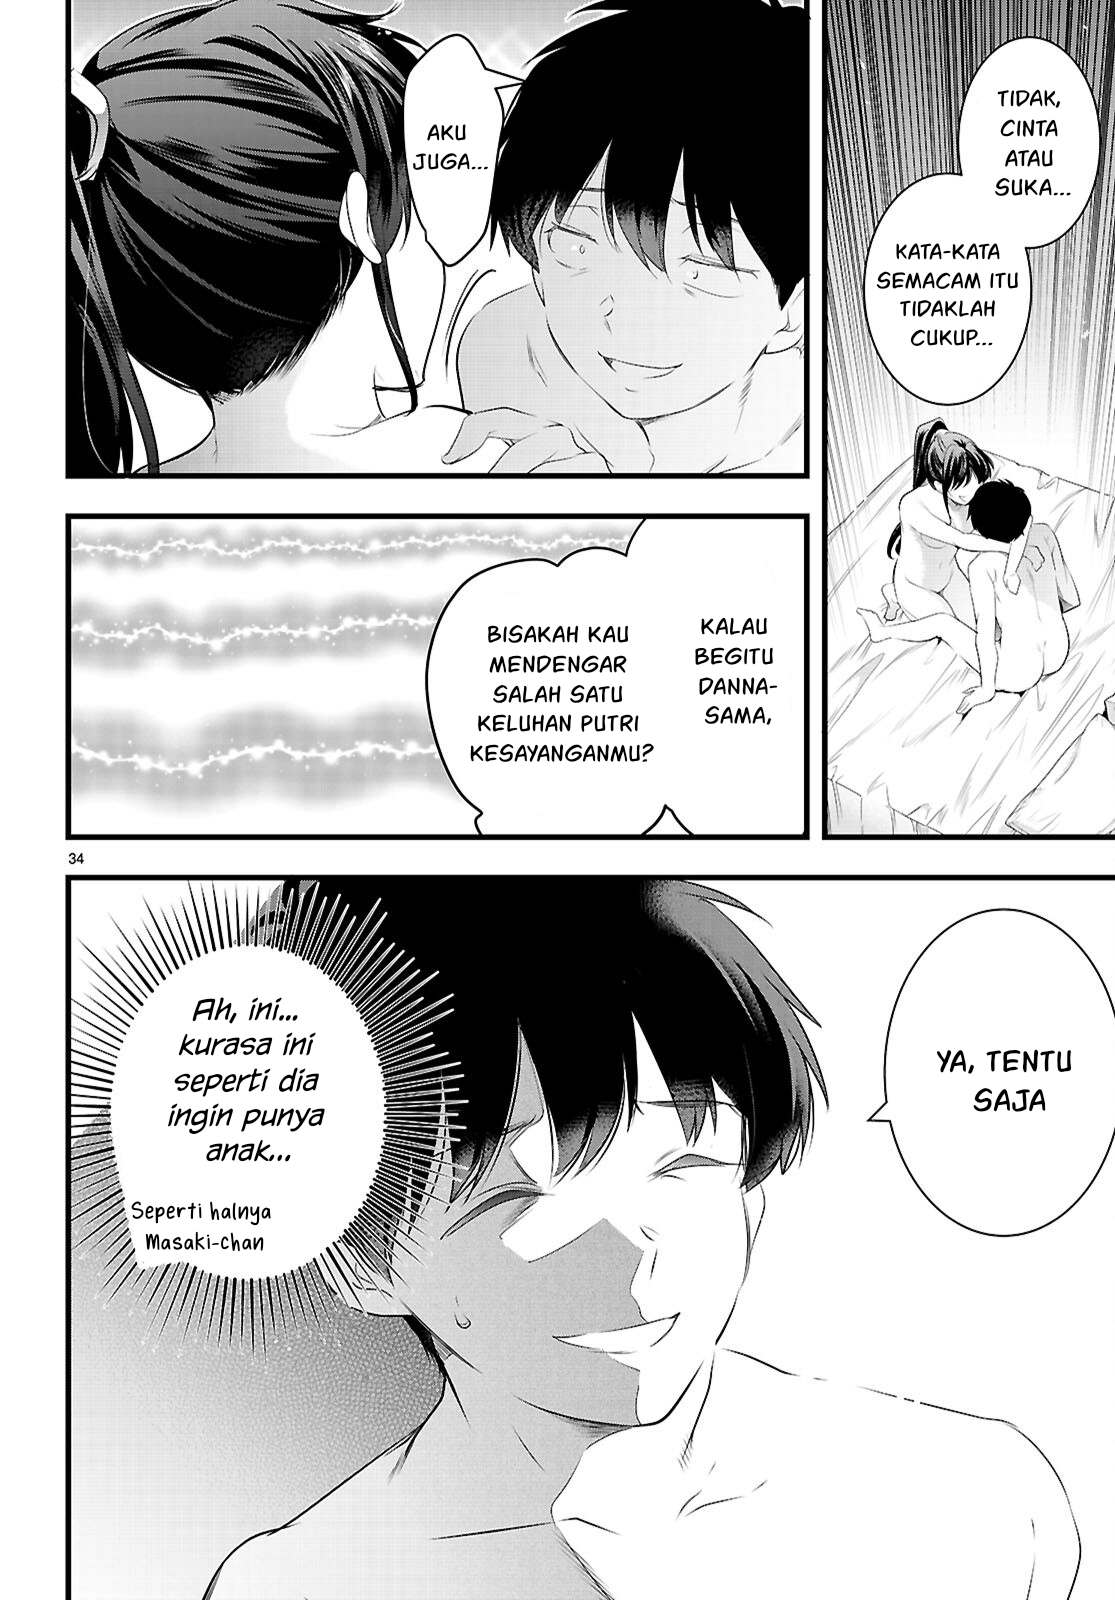 TIDAK,
CINTA
ATAU
SUKA...
KATA-KATA
SEMACAM ITU
TIDAKLAH
CUKUP...
AKU
JUGA...
KALAU
BEGITU
DANNA-
SAMA,
BISAKAH KAU
MENDENGAR
SALAH SATU
KELUHAN PUTRI
KESAYANGANMU?
34
YA, TENTU
SAJA
Ah, ini...
kurasa ini
seperti dia
ingin punya
anak...
Seperti halnya
Masaki-chan